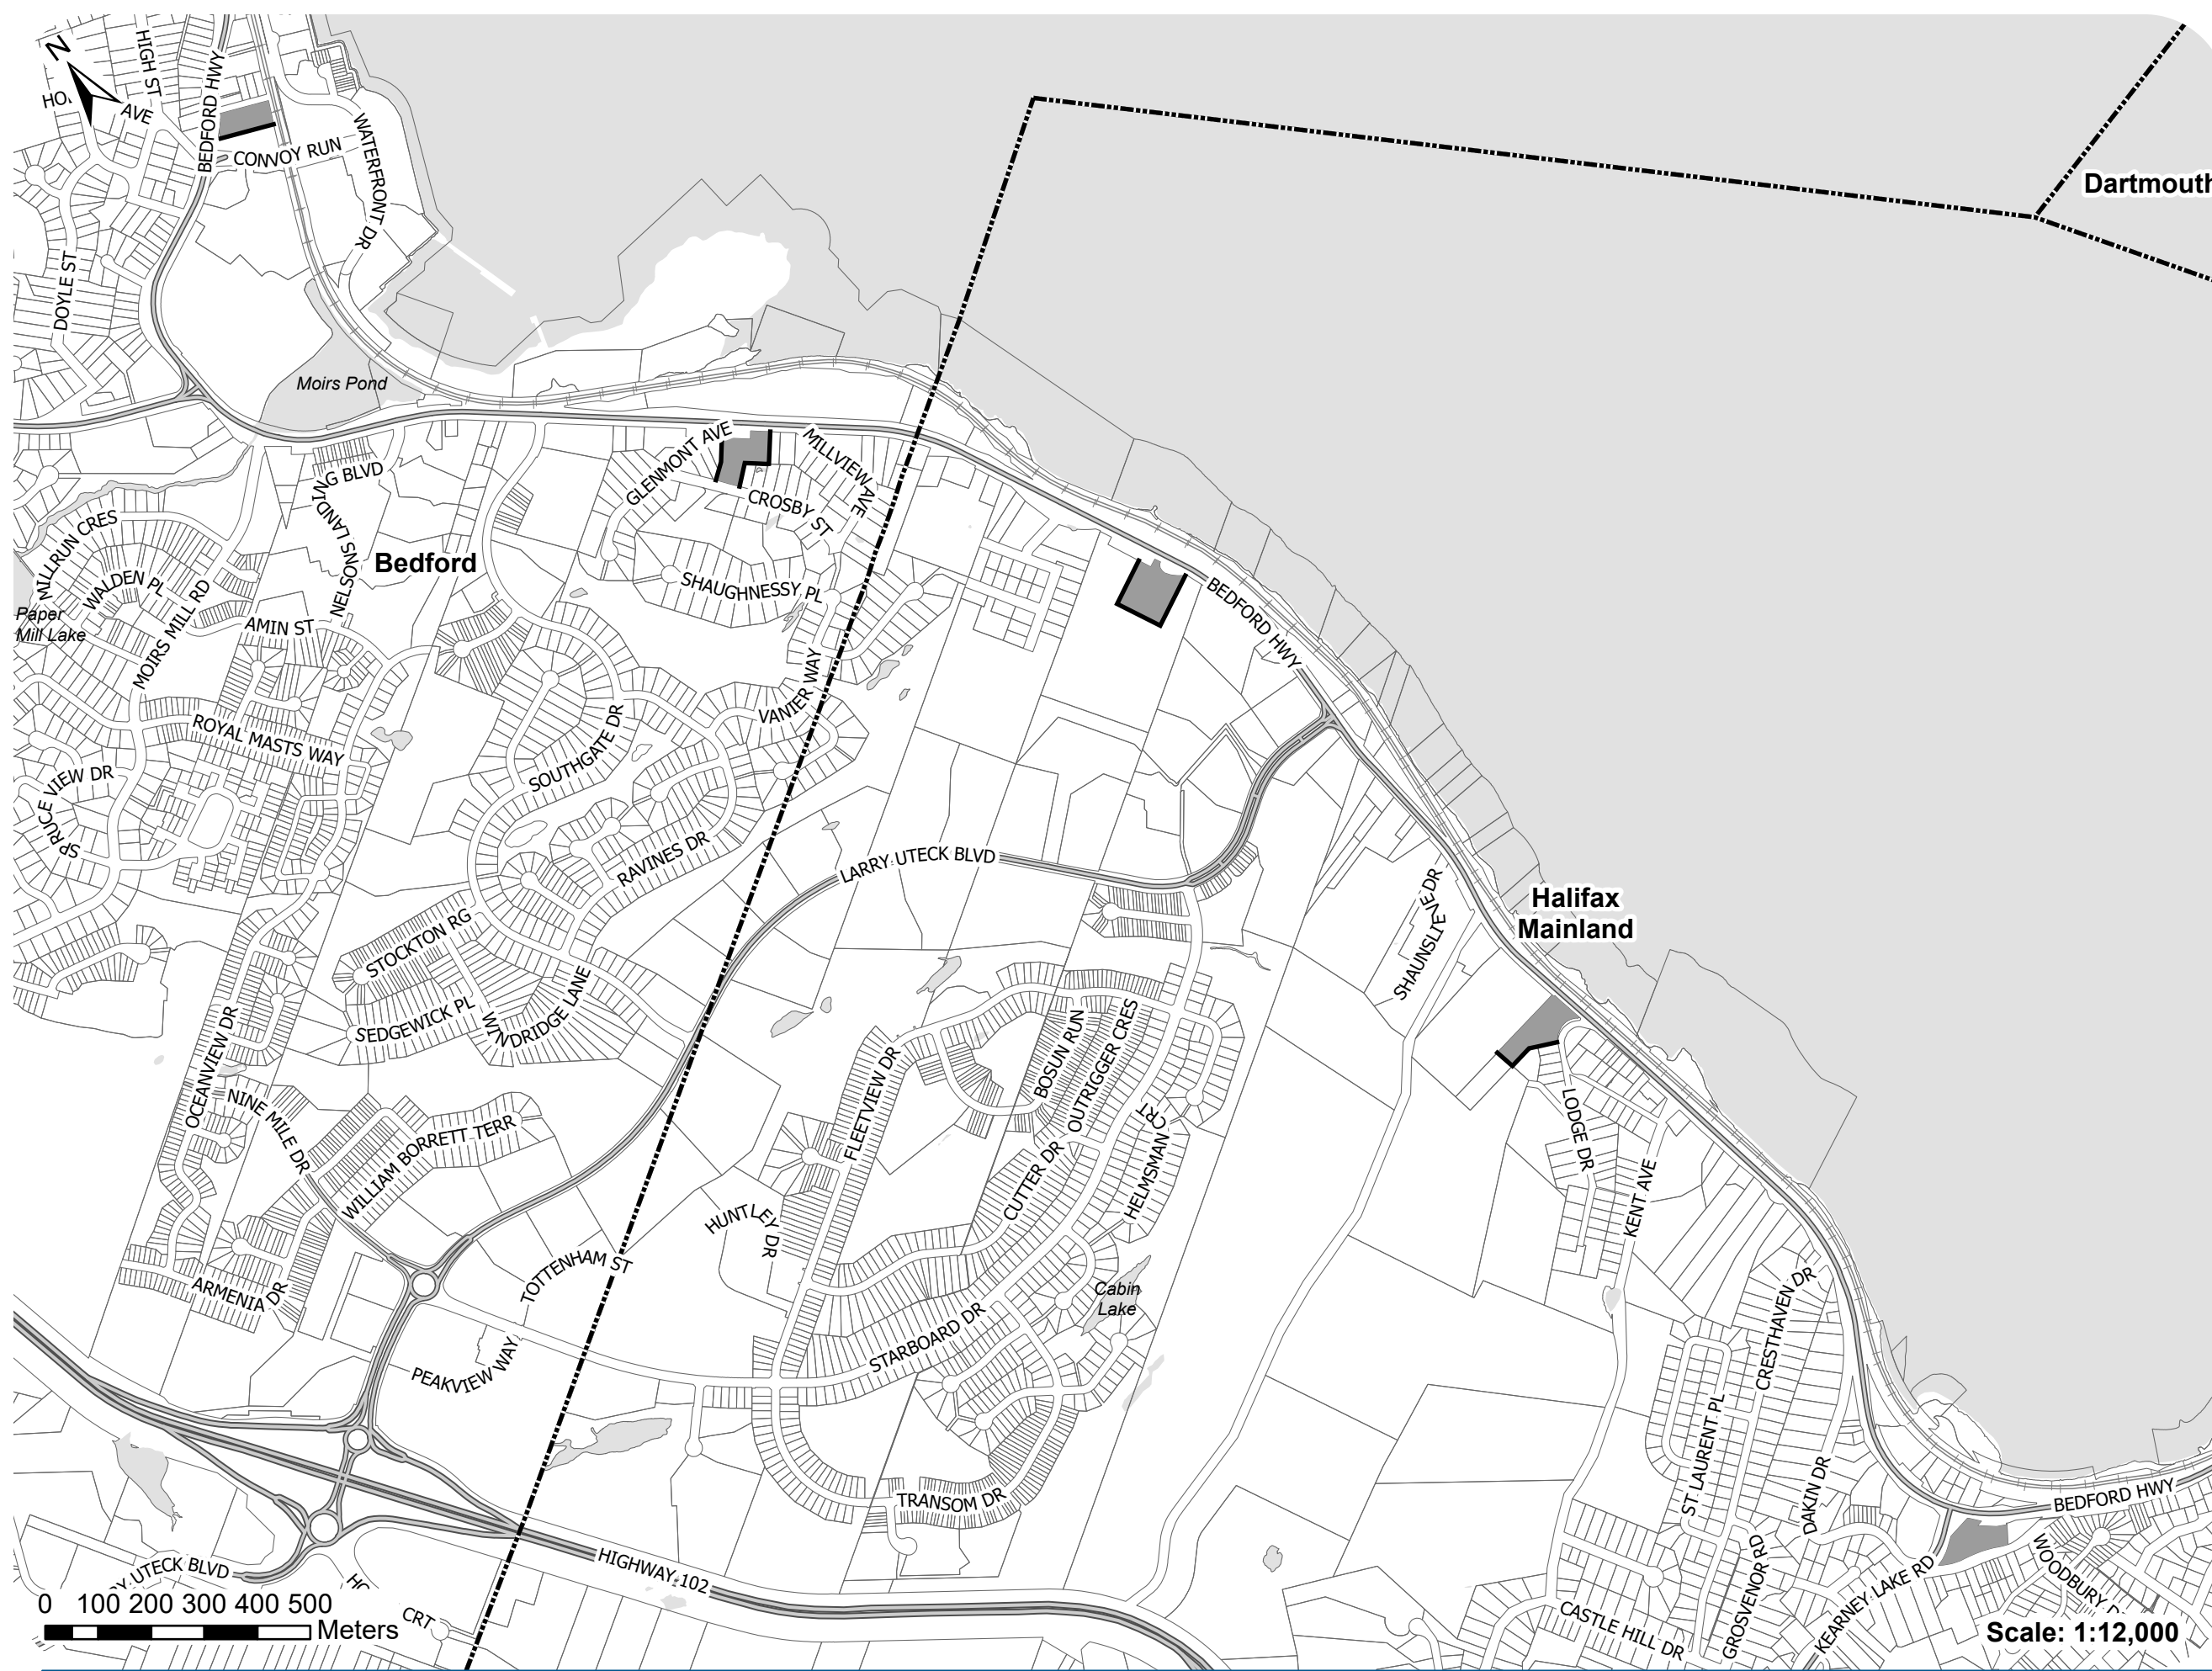 N
HIGH ST
BEDFORD HWY
AVE
CONVOY RUN
WATERFRONT DR
Dartmouth
DOYLE ST
Moirs Pond
GLENMONT AVE
MILLVIEW AVE
CROSBY ST
NELSONS LANDING BLVD
MILLRUN CRES
WALDEN PL
Bedford
SHAUGHNESSY PL
BEDFORD HWY
Paper
Mill Lake
MOIRS MILL RD
AMIN ST
VANIER WAY
ROYAL MASTS WAY
SOUTHGATE DR
SPRUCE VIEW DR
RAVINES DR
LARRY UTECK BLVD
SHAUNSLIEVE DR
Halifax
Mainland
STOCKTON RG
SEDGEWICK PL
WINDRIDGE LANE
OCEANVIEW DR
BOSUN RUN
OUTRIGGER CRES
FLEETVIEW DR
NINE MILE DR
WILLIAM BORRETT TERR
LODGE DR
CUTTER DR
HELMSMAN CRT
KENT AVE
HUNTLEY DR
TOTTENHAM ST
ARMENIA DR
Cabin
Lake
CRESTHAVEN DR
STARBOARD DR
PEAKVIEW WAY
ST LAURENT PL
DAKIN DR
TRANSOM DR
BEDFORD HWY
WOODBURY D
UTECK BLVD
HIGHWAY 102
CRT
CASTLE HILL DR
GROSVENOR RD
KEARNEY LAKE RD
0 100 200 300 400 500
Meters
Scale: 1:12,000